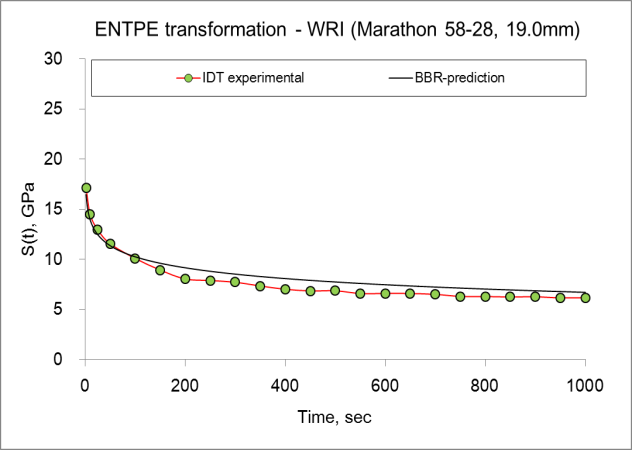 ENTPE transformation - WRI (Marathon 58-28, 19.0mm)
IDT experimental
BBR-prediction
S(t), GPa
30
25
20
15
10
5
0
0 200 400 600 800 1000
Time, sec